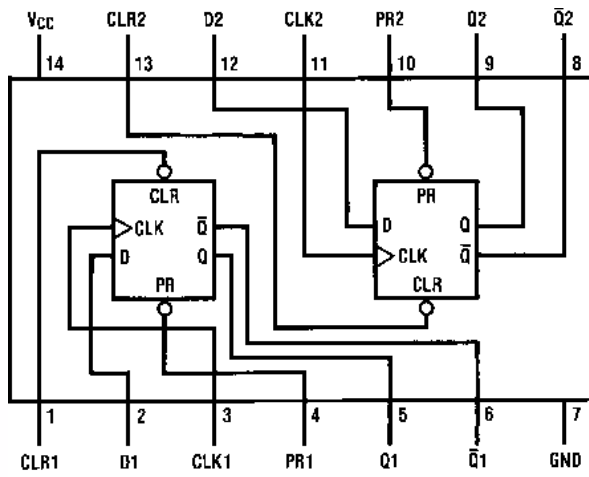 VCC CLR2 D2 CLK2 PR2 Q2 Q̅2
14 13 12 11 10 9 8
CLR PR
CLK Q̅ D Q
D Q CLK Q̅
PR CLR
1 2 3 4 5 6 7
CLR1 D1 CLK1 PR1 Q1 Q̅1 GND